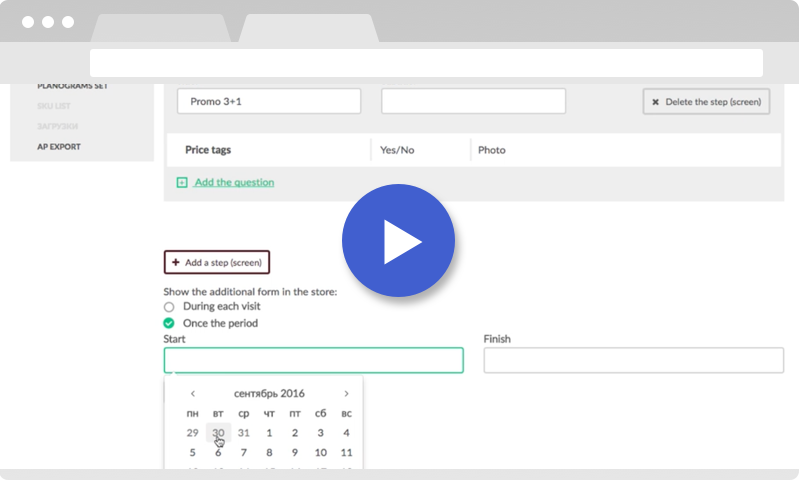 PLANOGRAMS SET
SKU LIST
ЗАГРУЗКИ
AP EXPORT
Promo 3+1
Delete the step (screen)
Price tags Yes/No Photo
Add the question
Add a step (screen)
Show the additional form in the store:
During each visit
Once the period
Start Finish
сентябрь 2016
пн вт ср чт пт сб вс
29 30 31 1 2 3 4
5 6 7 8 9 10 11